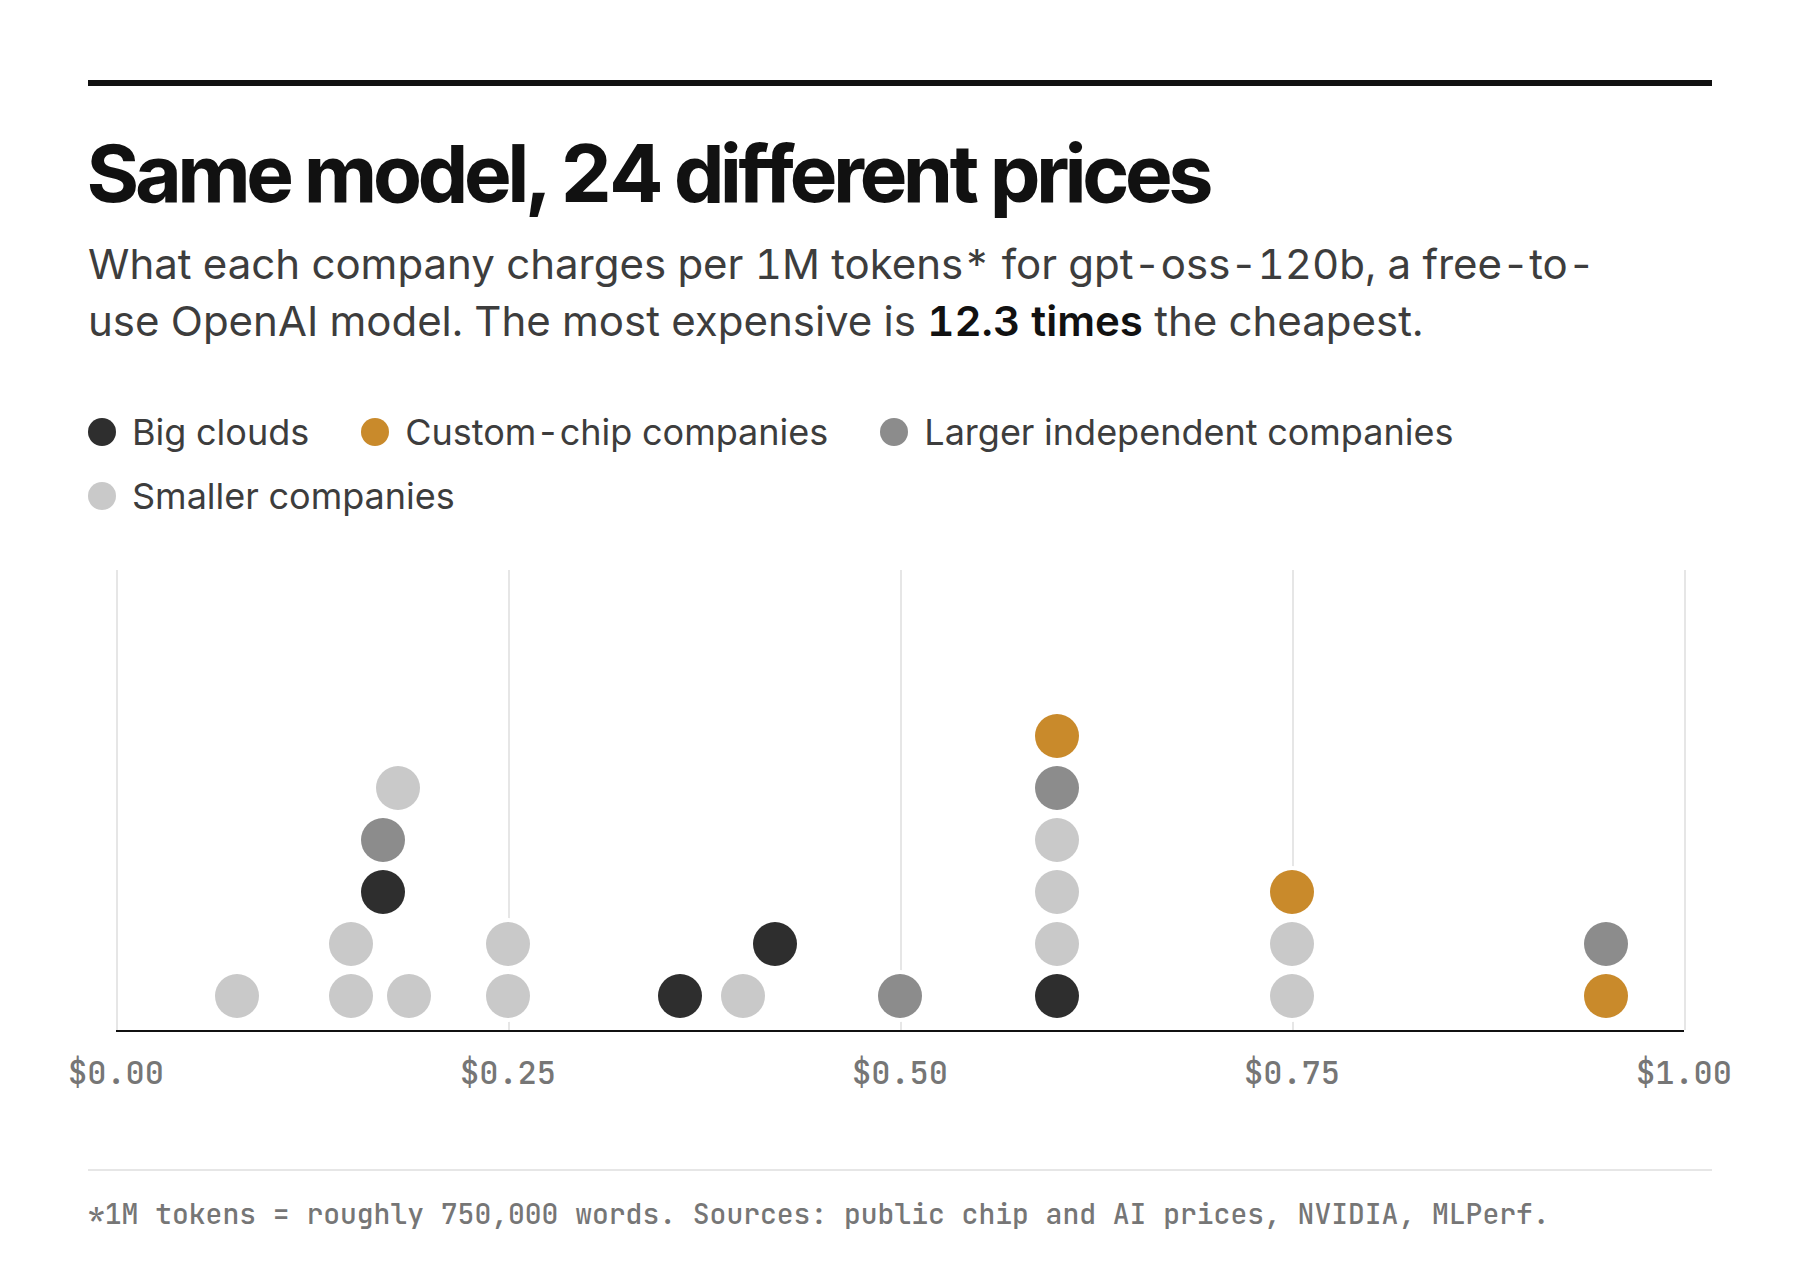 Same model, 24 different prices
What each company charges per 1M tokens* for gpt-oss-120b, a free-to-
use OpenAI model. The most expensive is 12.3 times the cheapest.
Big clouds
Custom-chip companies
Larger independent companies
Smaller companies
$0.00
$0.25
$0.50
$0.75
$1.00
*1M tokens = roughly 750,000 words. Sources: public chip and AI prices, NVIDIA, MLPerf.